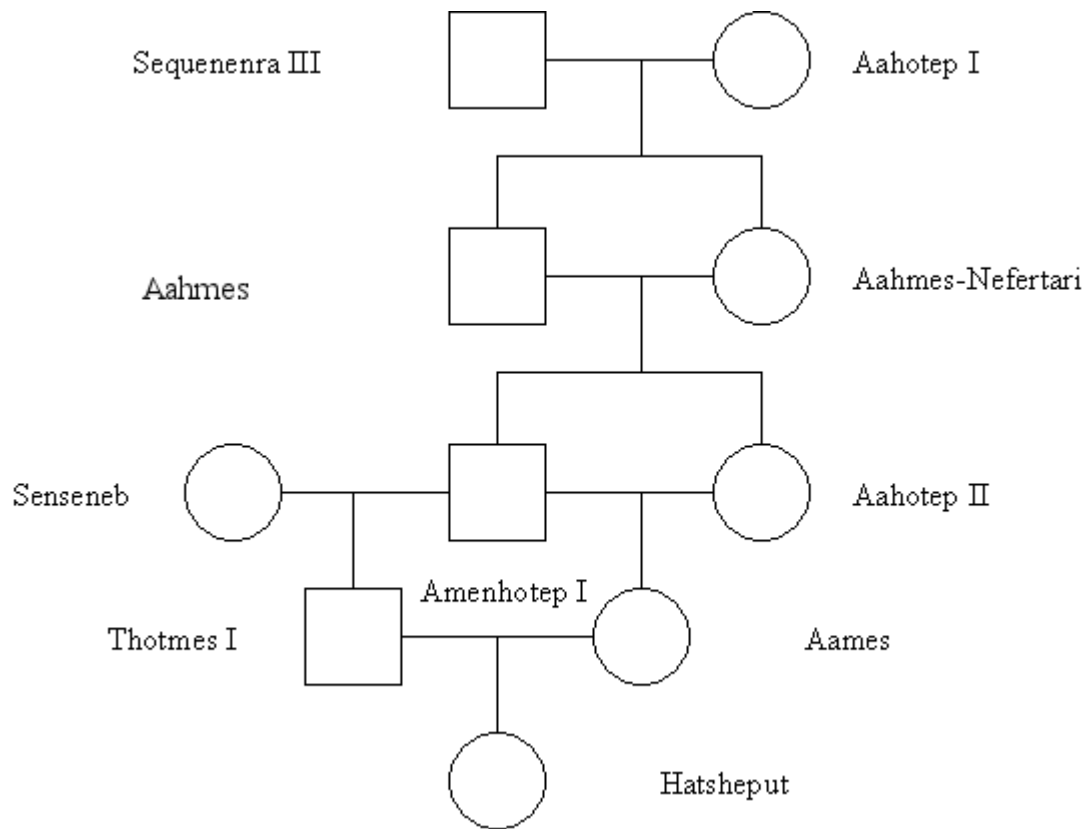 Sequenenra III
Aahotep I
Aahmes
Aahmes-Nefertari
Senseneb
Aahotep II
Amenhotep I
Thotmes I
Aames
Hatsheput